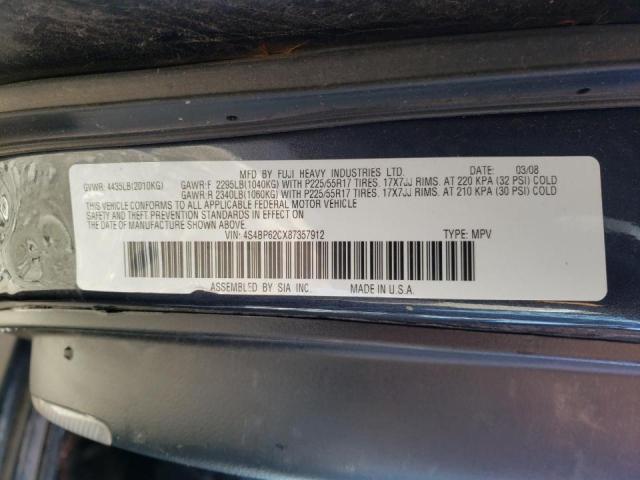 MFD BY FUJI HEAVY INDUSTRIES LTD. DATE: 03/08
GVWR: 4435LB(2010KG) GAWR:F 2295LB(1040KG) WITH P225/55R17 TIRES. 17X7JJ RIMS. AT 220 KPA (32 PSI) COLD
GAWR:R 2340LB(1060KG) WITH P225/55R17 TIRES. 17X7JJ RIMS. AT 210 KPA (30 PSI) COLD
THIS VEHICLE CONFORMS TO ALL APPLICABLE FEDERAL MOTOR VEHICLE
SAFETY AND THEFT PREVENTION STANDARDS IN EFFECT ON
THE DATE OF MANUFACTURE SHOWN ABOVE.
VIN: 4S4BP62CX87357912 TYPE: MPV
ASSEMBLED BY SIA INC. MADE IN U.S.A.